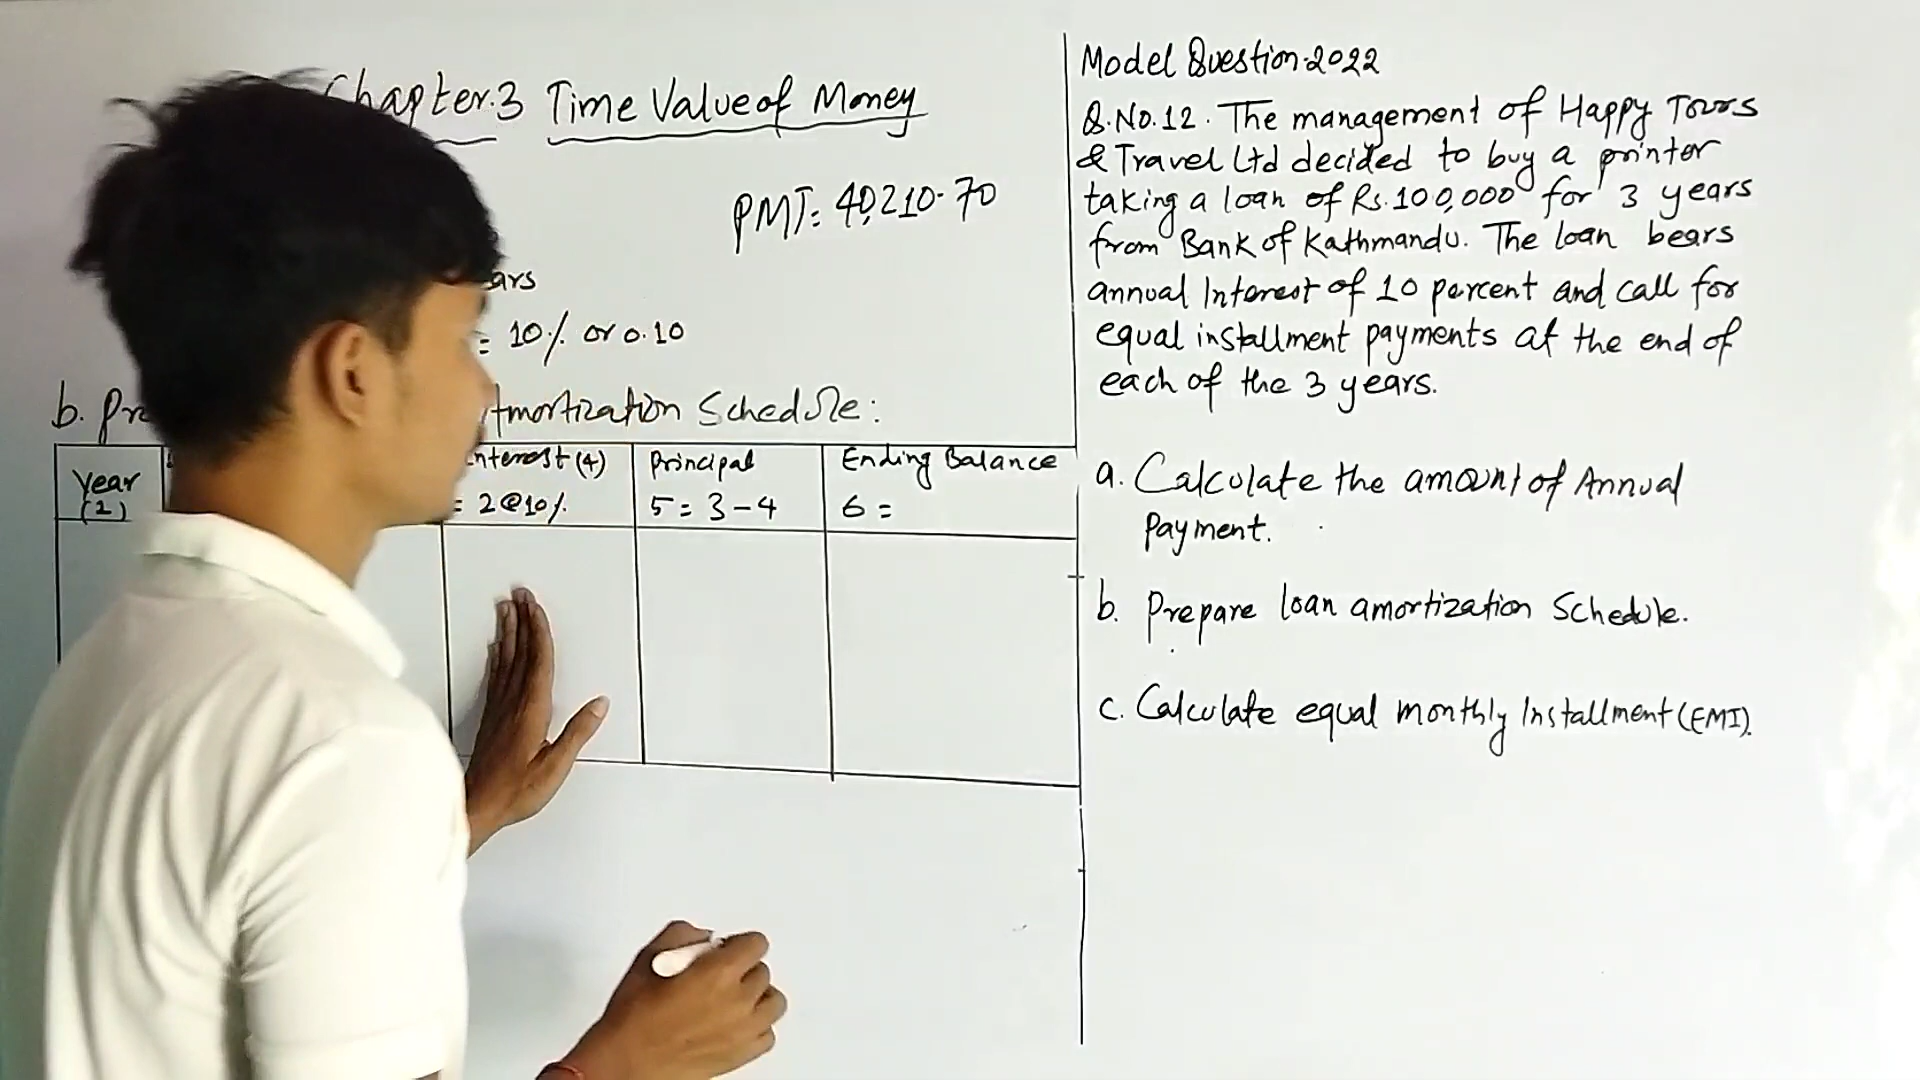 Chapter.3 Time Value of Money
PMT= 40,210.70
ars
= 10% or 0.10
b. Pre Amortization Schedule:
Year
(1)
Interest (4)
= 2@10%
Principal
5 = 3-4
Ending Balance
6 =
Model Question-2022
Q.No.12. The management of Happy Tours
& Travel Ltd decided to buy a printer
taking a loan of Rs.100,000 for 3 years
from Bank of Kathmandu. The loan bears
annual Interest of 10 percent and call for
equal installment payments at the end of
each of the 3 years.
a. Calculate the amount of Annual
Payment.
b. Prepare loan amortization Schedule.
c. Calculate equal monthly Installment (EMI).